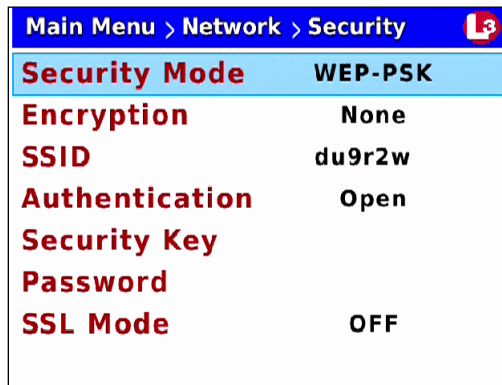 Main Menu > Network > Security L3
Security Mode WEP-PSK
Encryption None
SSID du9r2w
Authentication Open
Security Key
Password
SSL Mode OFF